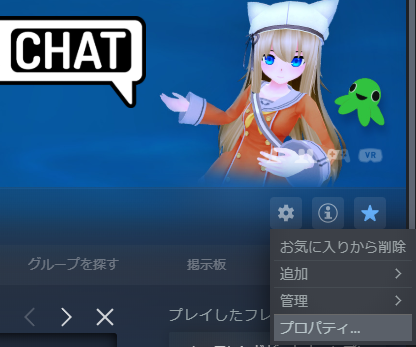 CHAT
VR
お気に入りから削除
グループを探す
掲示板
追加
管理
プレイしたフレ
プロパティ...